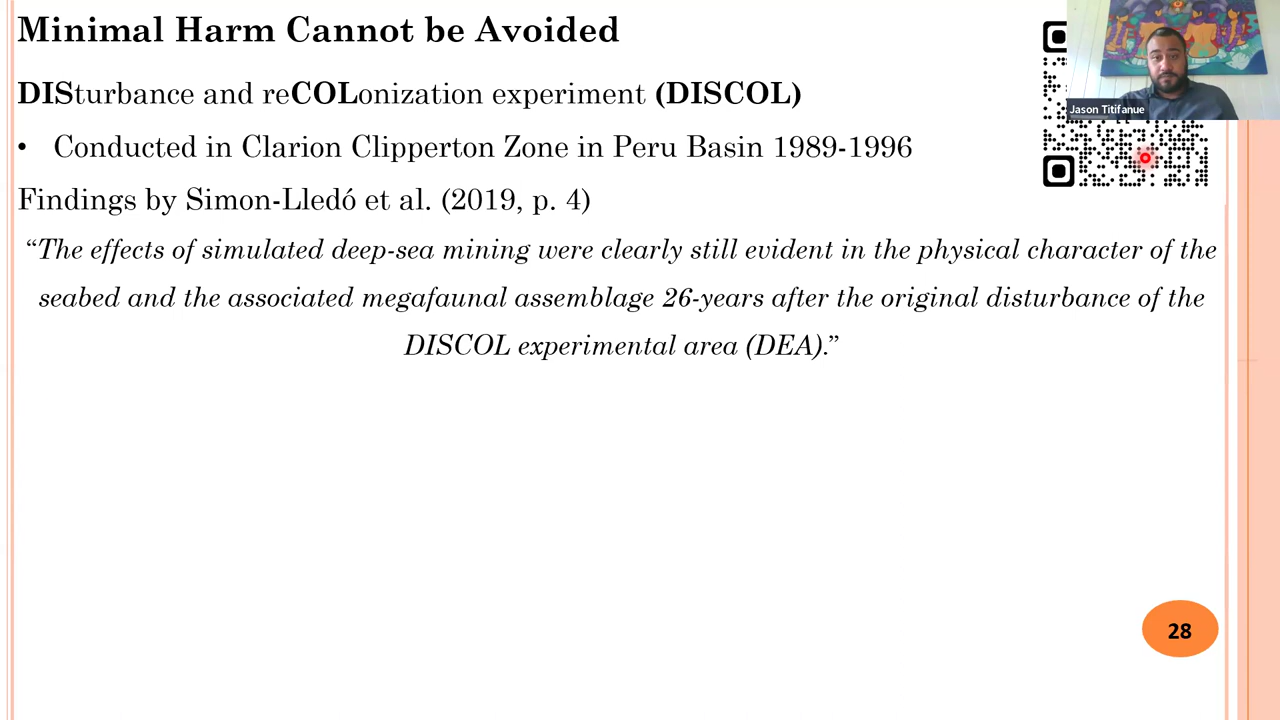 Minimal Harm Cannot be Avoided
DISturbance and reCOLonization experiment (DISCOL)
• Conducted in Clarion Clipperton Zone in Peru Basin 1989-1996
Findings by Simon-Lledó et al. (2019, p. 4)
“The effects of simulated deep-sea mining were clearly still evident in the physical character of the
seabed and the associated megafaunal assemblage 26-years after the original disturbance of the
DISCOL experimental area (DEA).”
Jason Titifanue
28